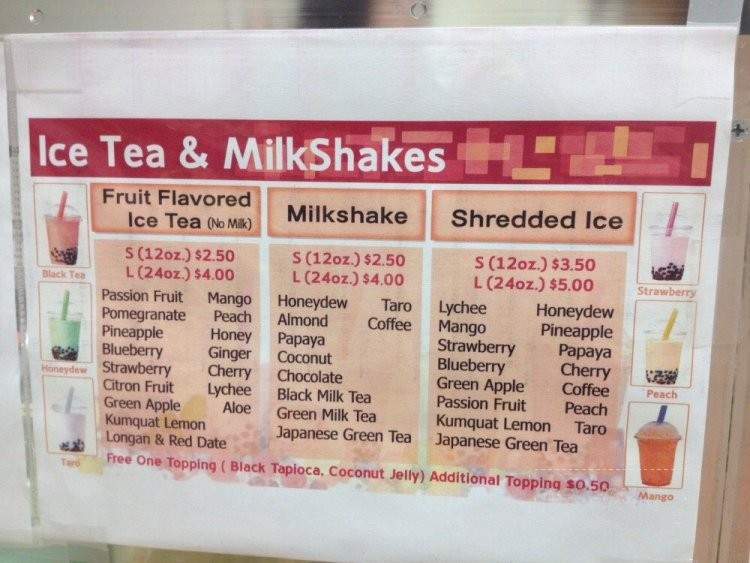 Ice Tea & MilkShakes
Fruit Flavored
Ice Tea (No Milk)
S (12oz.) $2.50
L (24oz.) $4.00
Passion Fruit Mango
Pomegranate Peach
Pineapple Honey
Blueberry Ginger
Strawberry Cherry
Citron Fruit Lychee
Green Apple Aloe
Kumquat Lemon
Longan & Red Date
Milkshake
S (12oz.) $2.50
L (24oz.) $4.00
Honeydew Taro
Almond Coffee
Papaya
Coconut
Chocolate
Black Milk Tea
Green Milk Tea
Japanese Green Tea
Shredded Ice
S (12oz.) $3.50
L (24oz.) $5.00
Lychee Honeydew
Mango Pineapple
Strawberry Papaya
Blueberry Cherry
Green Apple Coffee
Passion Fruit Peach
Kumquat Lemon Taro
Japanese Green Tea
Black Tea
Honeydew
Taro
Strawberry
Peach
Mango
Free One Topping ( Black Tapioca, Coconut Jelly) Additional Topping $0.50